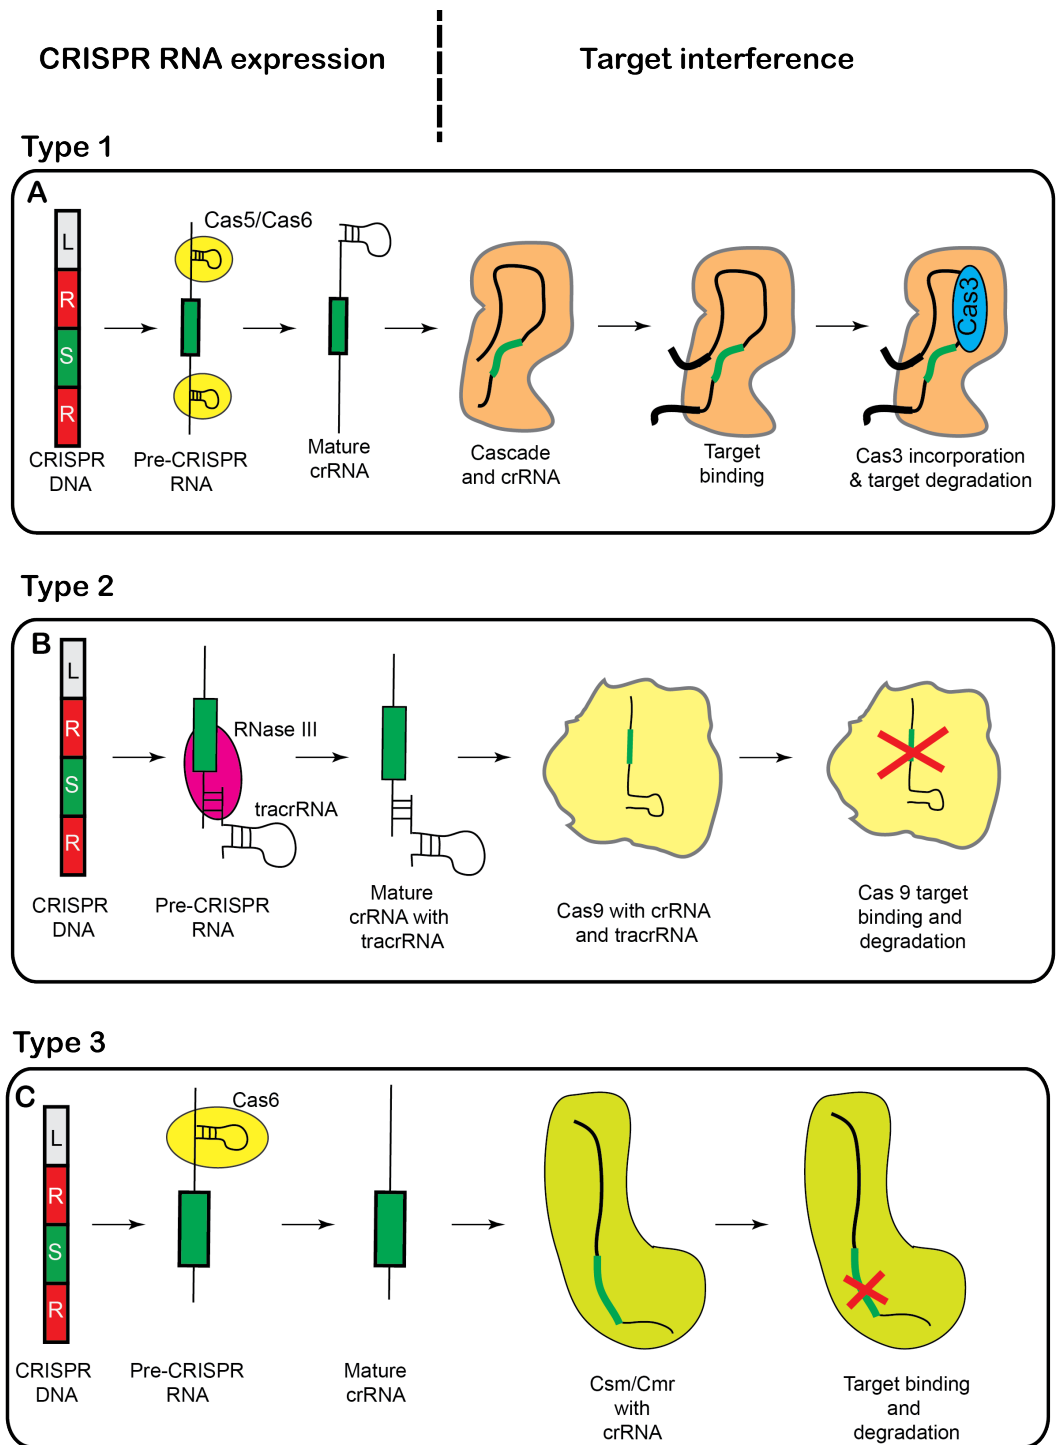 CRISPR RNA expression
Target interference
Type 1
A
Cas5/Cas6
L
R
S
R
Cas3
CRISPR
DNA
Pre-CRISPR
RNA
Mature
crRNA
Cascade
and crRNA
Target
binding
Cas3 incorporation
& target degradation
Type 2
B
L
R
S
R
RNase III
tracrRNA
CRISPR
DNA
Pre-CRISPR
RNA
Mature
crRNA with
tracrRNA
Cas9 with crRNA
and tracrRNA
Cas 9 target
binding and
degradation
Type 3
C
Cas6
L
R
S
R
CRISPR
DNA
Pre-CRISPR
RNA
Mature
crRNA
Csm/Cmr
with
crRNA
Target binding
and
degradation